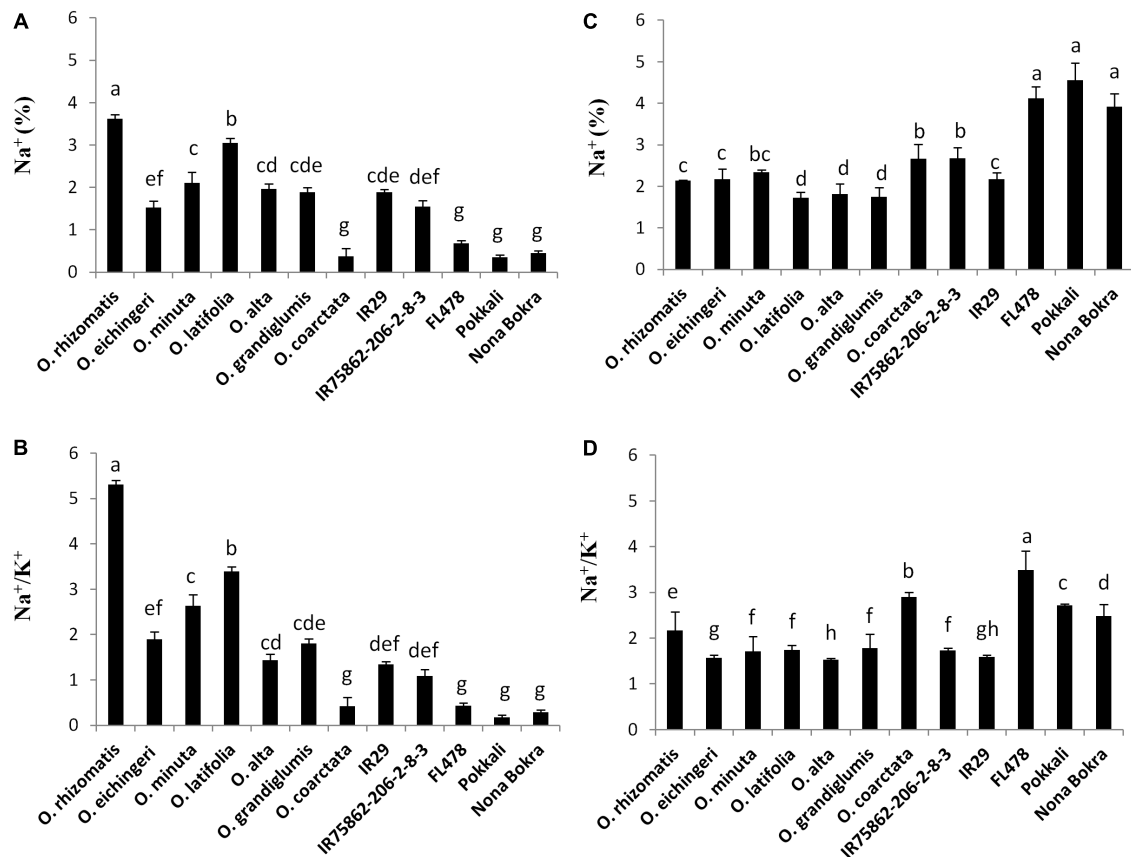 A
Na⁺ (%)
6
5
4
3
2
1
0
a
ef
c
b
cd
cde
g
cde
def
g
g
g
O. rhizomatis
O. eichingeri
O. minuta
O. latifolia
O. alta
O. grandiglumis
O. coarctata
IR29
IR75862-206-2-8-3
FL478
Pokkali
Nona Bokra
C
Na⁺ (%)
6
5
4
3
2
1
0
c
c
bc
d
d
d
b
b
c
a
a
a
O. rhizomatis
O. eichingeri
O. minuta
O. latifolia
O. alta
O. grandiglumis
O. coarctata
IR75862-206-2-8-3
IR29
FL478
Pokkali
Nona Bokra
B
Na⁺/K⁺
6
5
4
3
2
1
0
a
ef
c
b
cd
cde
g
def
def
g
g
g
O. rhizomatis
O. eichingeri
O. minuta
O. latifolia
O. alta
O. grandiglumis
O. coarctata
IR29
IR75862-206-2-8-3
FL478
Pokkali
Nona Bokra
D
Na⁺/K⁺
6
5
4
3
2
1
0
e
g
f
f
h
f
b
f
gh
a
c
d
O. rhizomatis
O. eichingeri
O. minuta
O. latifolia
O. alta
O. grandiglumis
O. coarctata
IR75862-206-2-8-3
IR29
FL478
Pokkali
Nona Bokra